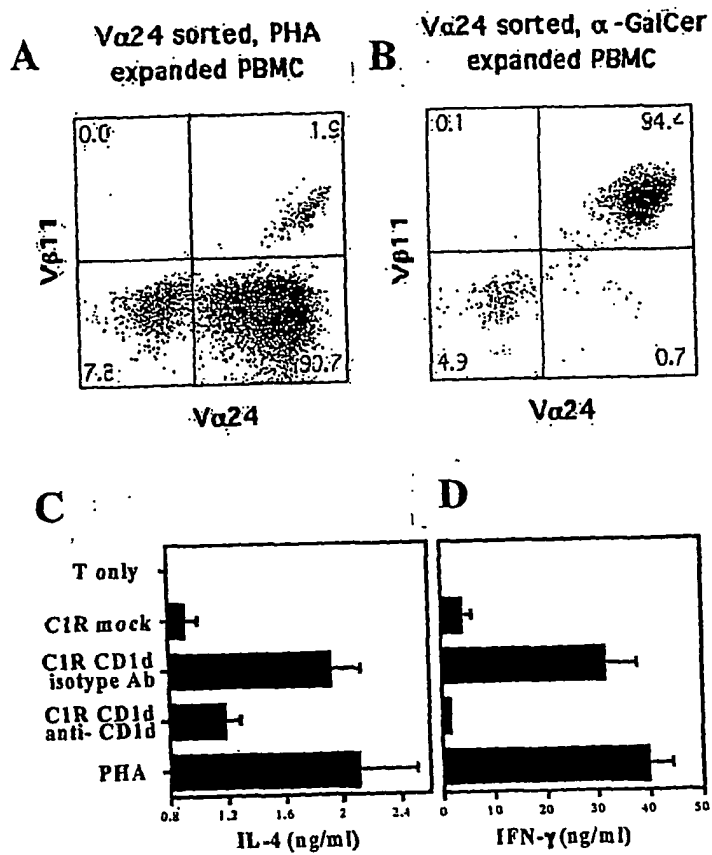 A
Vα24 sorted, PHA
expanded PBMC
B
Vα24 sorted, α-GalCer
expanded PBMC
0.0
1.9
7.8
90.7
Vβ11
Vα24
0.1
94.4
4.9
0.7
Vβ11
Vα24
C
T only
C1R mock
C1R CD1d
isotype Ab
C1R CD1d
anti- CD1d
PHA
0.8 1.2 1.6 2 2.4
IL-4 (ng/ml)
D
0 10 20 30 40 50
IFN-γ (ng/ml)